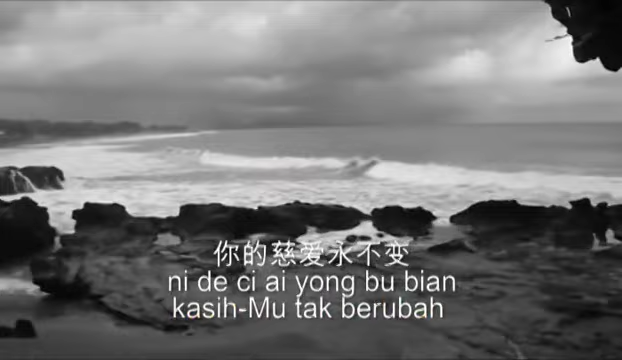 你的慈爱永不变
ni de ci ai yong bu bian
kasih-Mu tak berubah